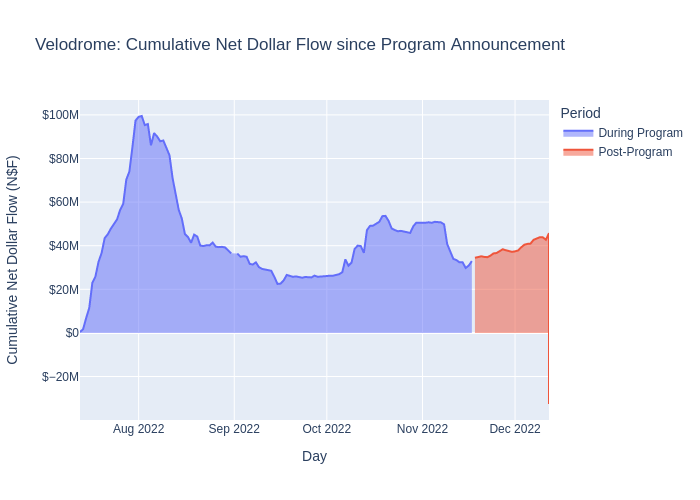 Velodrome: Cumulative Net Dollar Flow since Program Announcement
Cumulative Net Dollar Flow (N$F)
$100M
$80M
$60M
$40M
$20M
$0
$−20M
Aug 2022
Sep 2022
Oct 2022
Nov 2022
Dec 2022
Day
Period
During Program
Post-Program